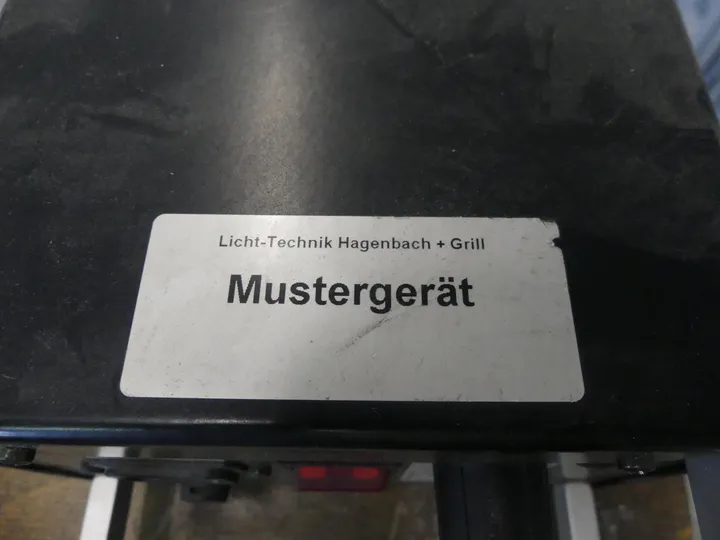 Licht-Technik Hagenbach + Grill
Mustergerät